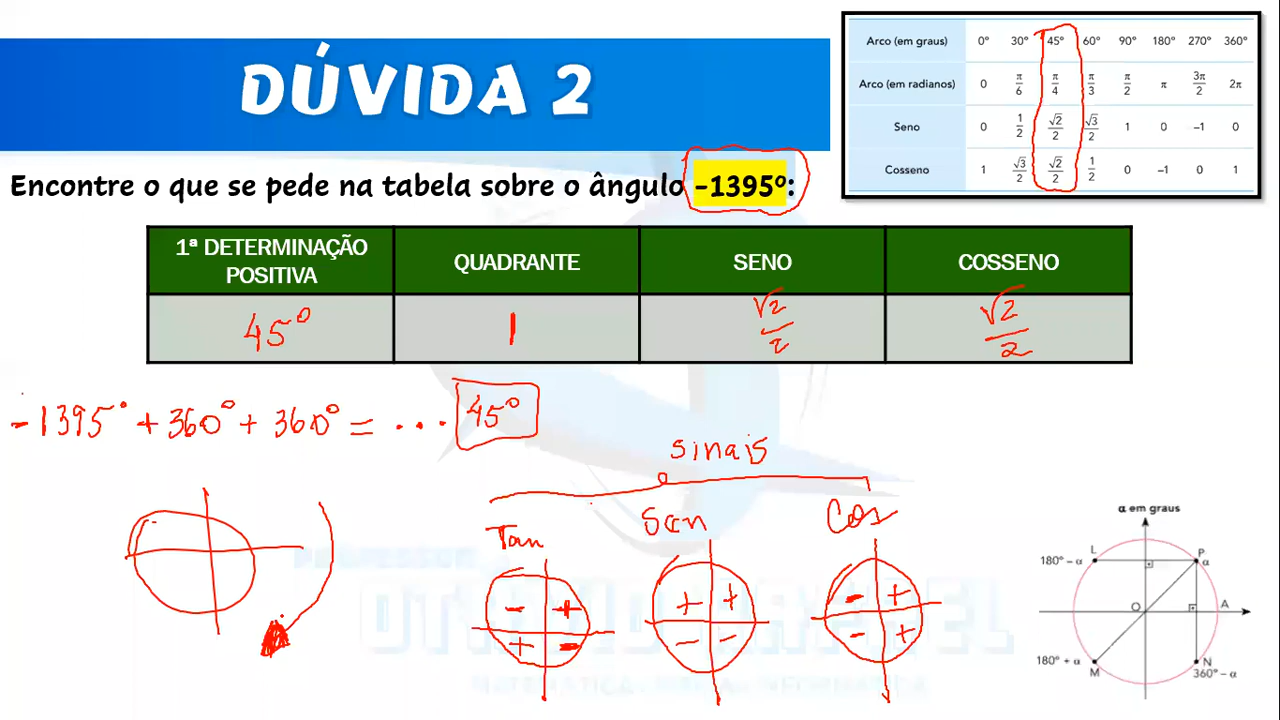 DÚVIDA 2
Arco (em graus) 0° 30° 45° 60° 90° 180° 270° 360°
Arco (em radianos) 0 π/6 π/4 π/3 π/2 π 3π/2 2π
Seno 0 1/2 √2/2 √3/2 1 0 –1 0
Cosseno 1 √3/2 √2/2 1/2 0 –1 0 1
Encontre o que se pede na tabela sobre o ângulo -1395º:
1ª DETERMINAÇÃO POSITIVA QUADRANTE SENO COSSENO
45° 1 √2/2 √2/2
-1395° + 360° + 360° = ... 45°
sinais
Tan Sen Cos
- + + + - +
+ - - - - +
α em graus
L P
180° – α α
O A
180° + α N
M 360° – α